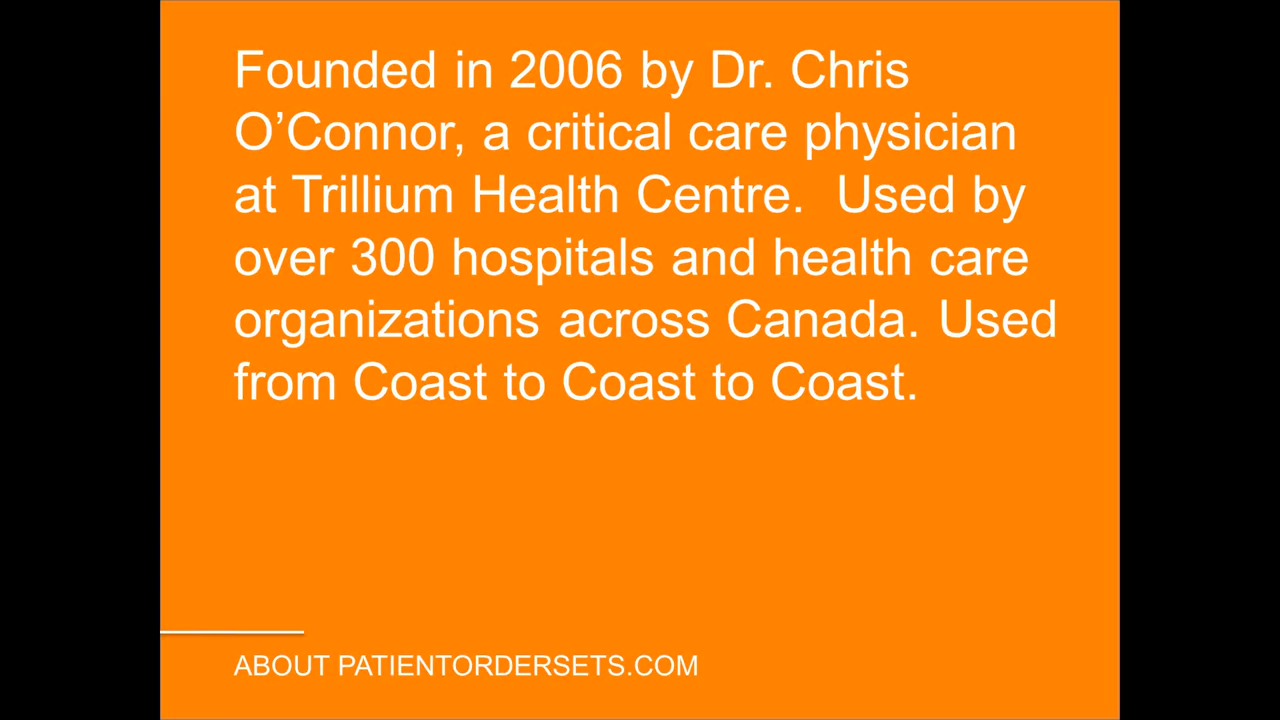 Founded in 2006 by Dr. Chris
O’Connor, a critical care physician
at Trillium Health Centre.  Used by
over 300 hospitals and health care
organizations across Canada. Used
from Coast to Coast to Coast.
ABOUT PATIENTORDERSETS.COM